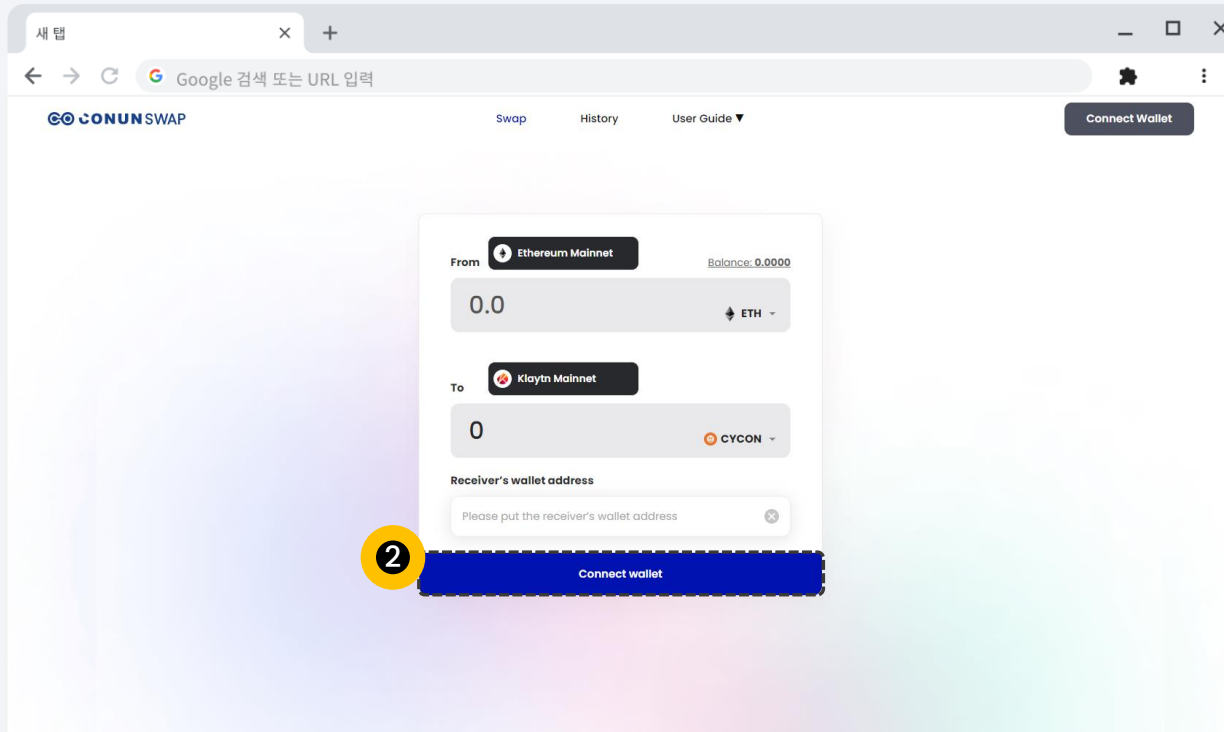 새 탭
Google 검색 또는 URL 입력
CONUN SWAP
Swap History User Guide ▼
Connect Wallet
From Ethereum Mainnet Balance: 0.0000
0.0 ETH
To Klaytn Mainnet
0 CYCON
Receiver's wallet address
Please put the receiver's wallet address
2
Connect wallet